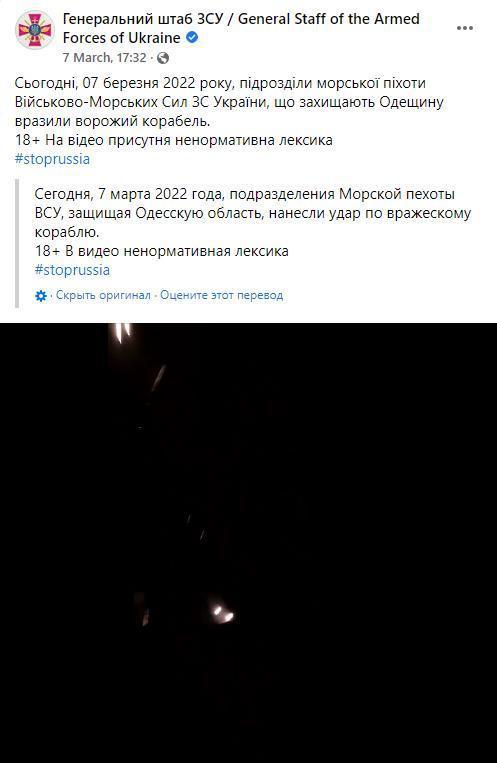 Генеральний штаб ЗСУ / General Staff of the Armed
Forces of Ukraine
7 March, 17:32 ·
Сьогодні, 07 березня 2022 року, підрозділи морської піхоти
Військово-Морських Сил ЗС України, що захищають Одещину
вразили ворожий корабель.
18+ На відео присутня ненормативна лексика
#stoprussia
Сегодня, 7 марта 2022 года, подразделения Морской пехоты
ВСУ, защищая Одесскую область, нанесли удар по вражескому
кораблю.
18+ В видео ненормативная лексика
#stoprussia
· Скрыть оригинал · Оцените этот перевод